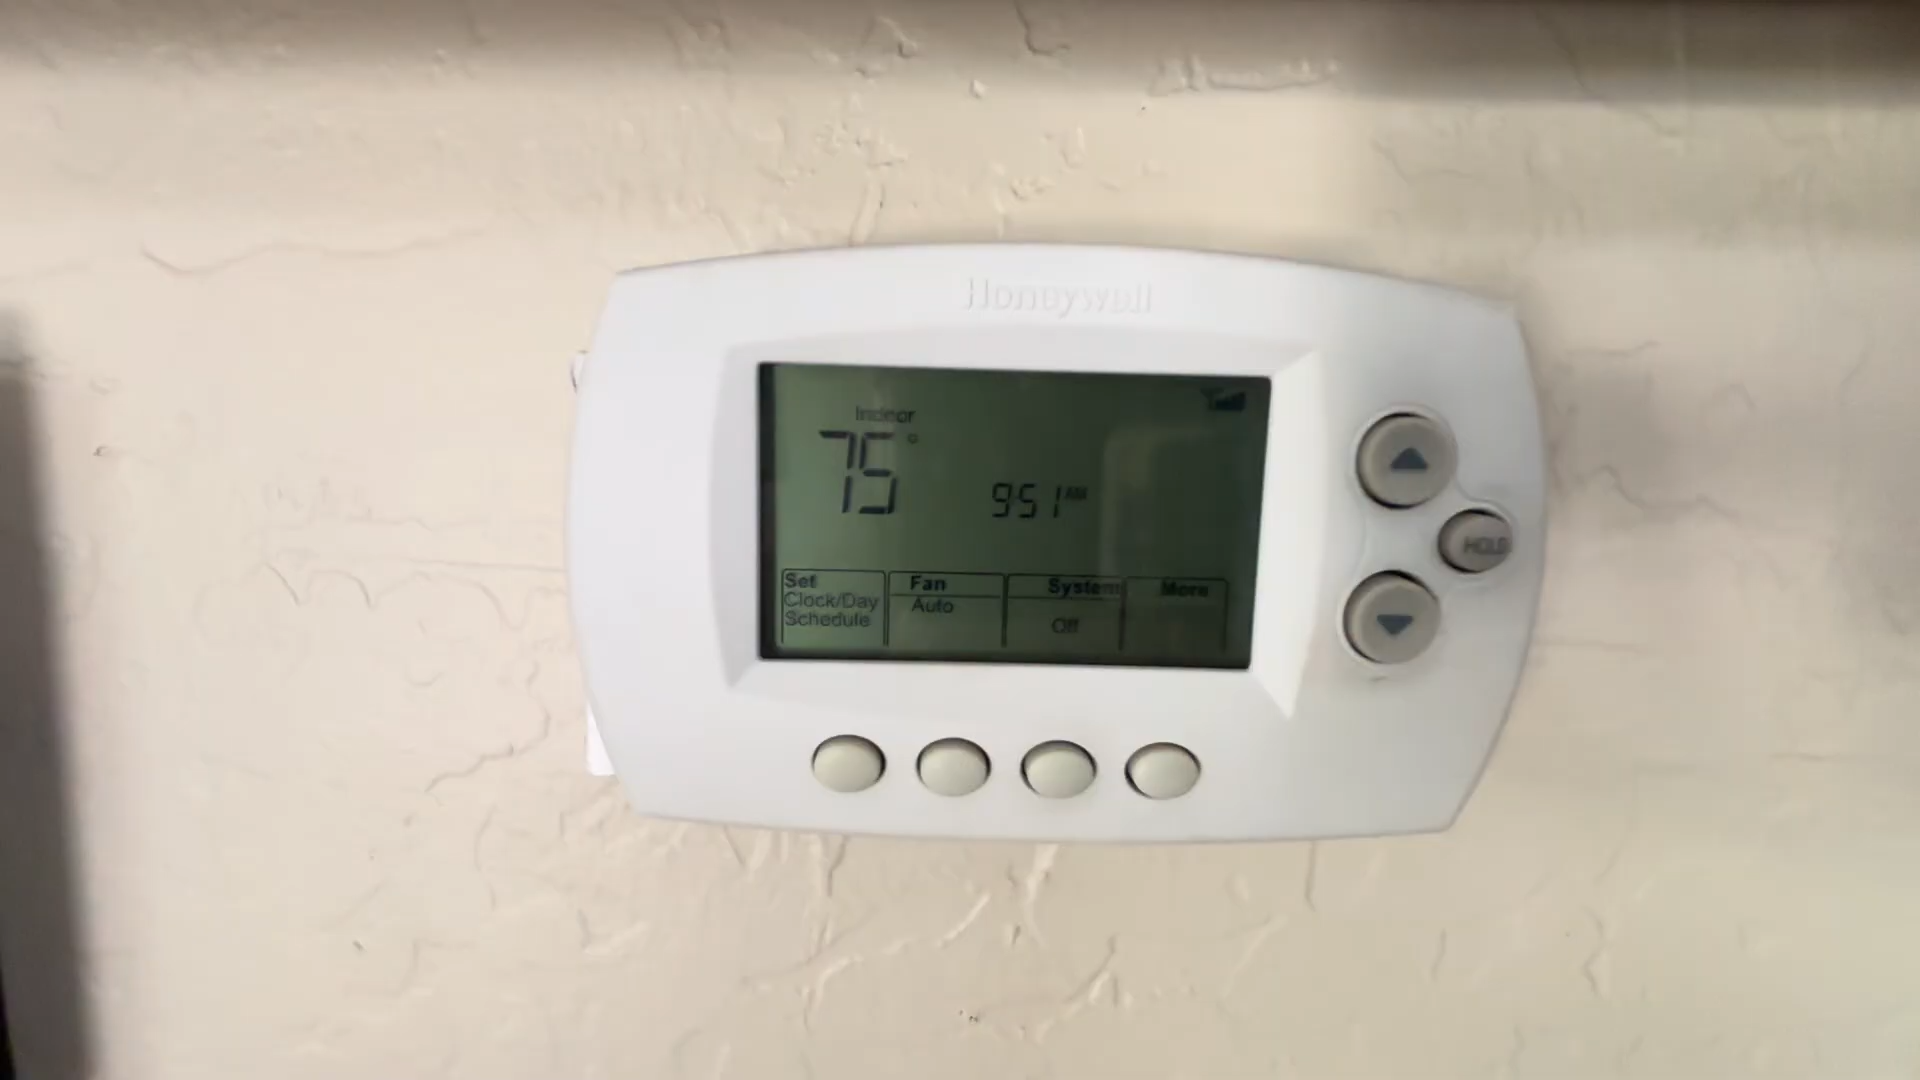 Honeywell
Indoor
75°
9:51 AM
HOLD
Set Fan System More
Clock/Day Auto
Schedule Off